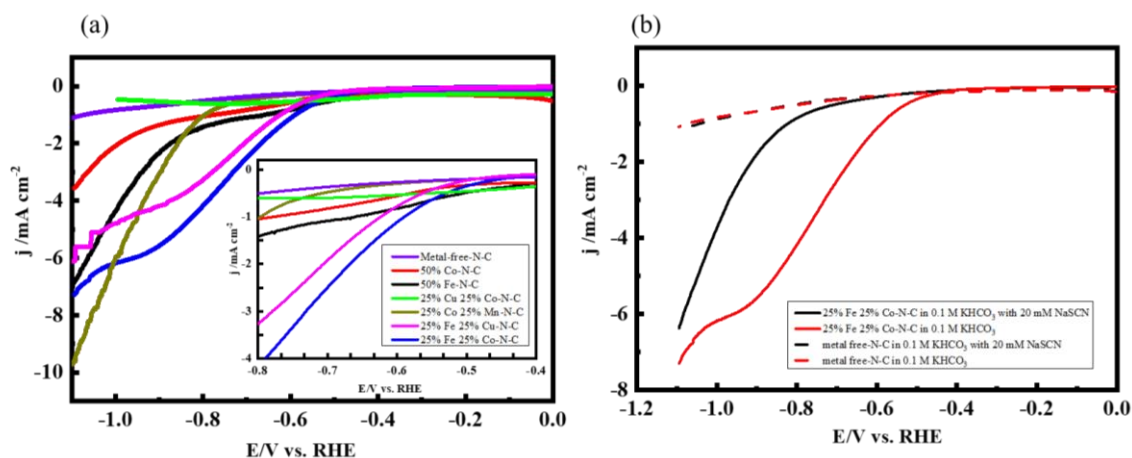 (a)
(b)
0
-2
-4
-6
-8
-10
j /mA cm-2
-1.0
-0.8
-0.6
-0.4
-0.2
0.0
E/V vs. RHE
0
-1
-2
-3
-4
j /mA cm-2
-0.8
-0.7
-0.6
-0.5
-0.4
E/V vs. RHE
Metal-free-N-C
50% Co-N-C
50% Fe-N-C
25% Cu 25% Co-N-C
25% Co 25% Mn-N-C
25% Fe 25% Cu-N-C
25% Fe 25% Co-N-C
0
-2
-4
-6
-8
j /mA cm-2
-1.2
-1.0
-0.8
-0.6
-0.4
-0.2
0.0
E/V vs. RHE
25% Fe 25% Co-N-C in 0.1 M KHCO3 with 20 mM NaSCN
25% Fe 25% Co-N-C in 0.1 M KHCO3
metal free-N-C in 0.1 M KHCO3 with 20 mM NaSCN
metal free-N-C in 0.1 M KHCO3